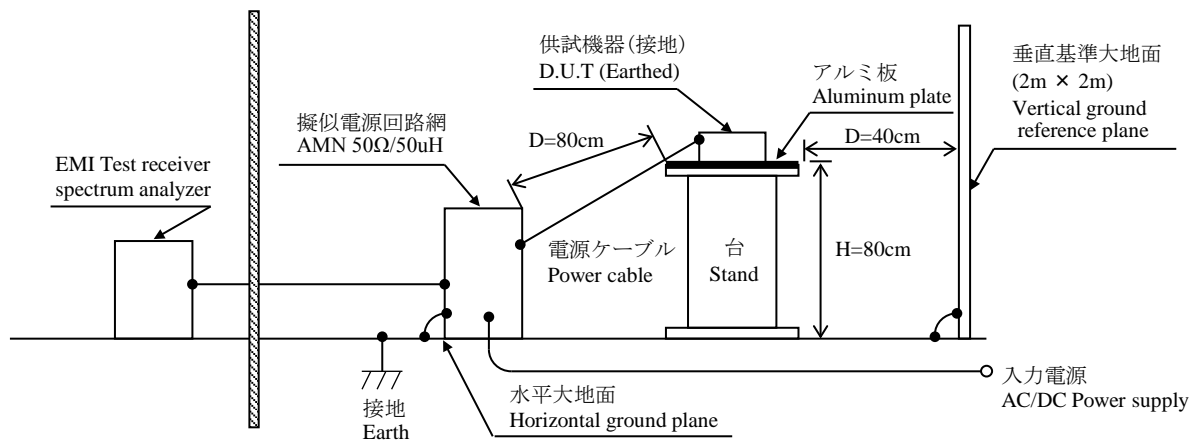 供試機器(接地)
D.U.T (Earthed)
アルミ板
Aluminum plate
垂直基準大地面
(2m × 2m)
Vertical ground
reference plane
擬似電源回路網
AMN 50Ω/50uH
D=80cm
D=40cm
EMI Test receiver
spectrum analyzer
電源ケーブル
Power cable
台
Stand
H=80cm
接地
Earth
水平大地面
Horizontal ground plane
入力電源
AC/DC Power supply